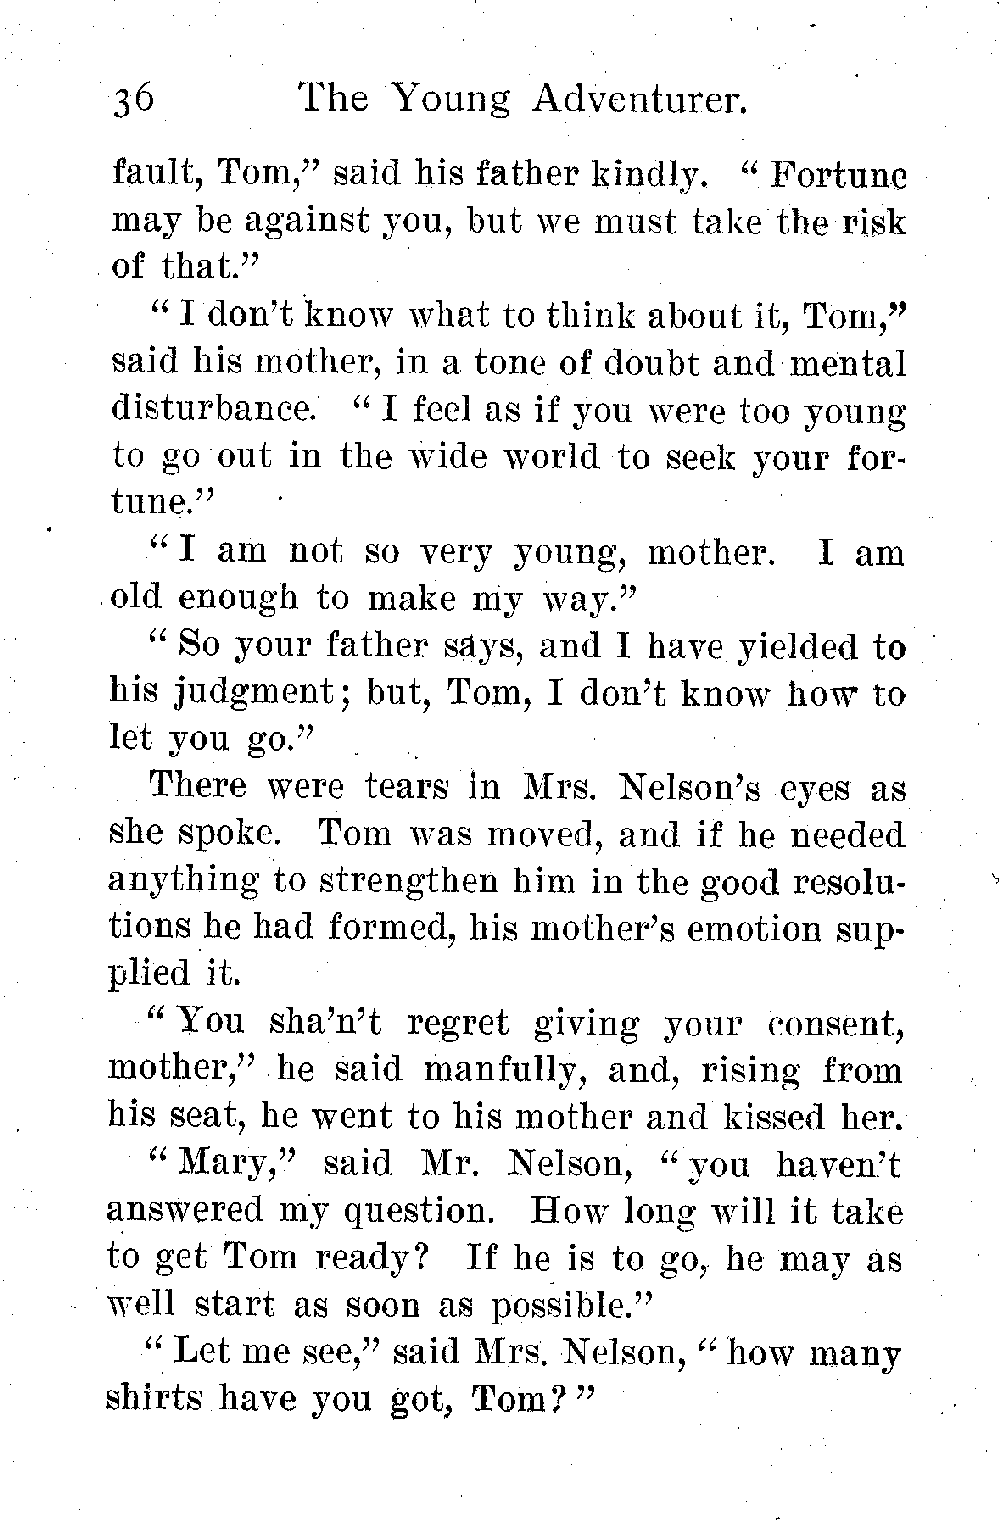 36 The Young Adventurer.
fault, Tom,” said his father kindly. “ Fortune
may be against you, but we must take the risk
of that.”
“ I don’t know what to think about it, Tom,”
said his mother, in a tone of doubt and mental
disturbance. “ I feel as if you were too young
to go out in the wide world to seek your for-
tune.”
“ I am not so very young, mother. I am
old enough to make my way.”
“ So your father says, and I have yielded to
his judgment; but, Tom, I don’t know how to
let you go.”
There were tears in Mrs. Nelson’s eyes as
she spoke. Tom was moved, and if he needed
anything to strengthen him in the good resolu-
tions he had formed, his mother’s emotion sup-
plied it.
“ You sha’n’t regret giving your consent,
mother,” he said manfully, and, rising from
his seat, he went to his mother and kissed her.
“ Mary,” said Mr. Nelson, “ you haven’t
answered my question. How long will it take
to get Tom ready? If he is to go, he may as
well start as soon as possible.”
“ Let me see,” said Mrs. Nelson, “ how many
shirts have you got, Tom? ”